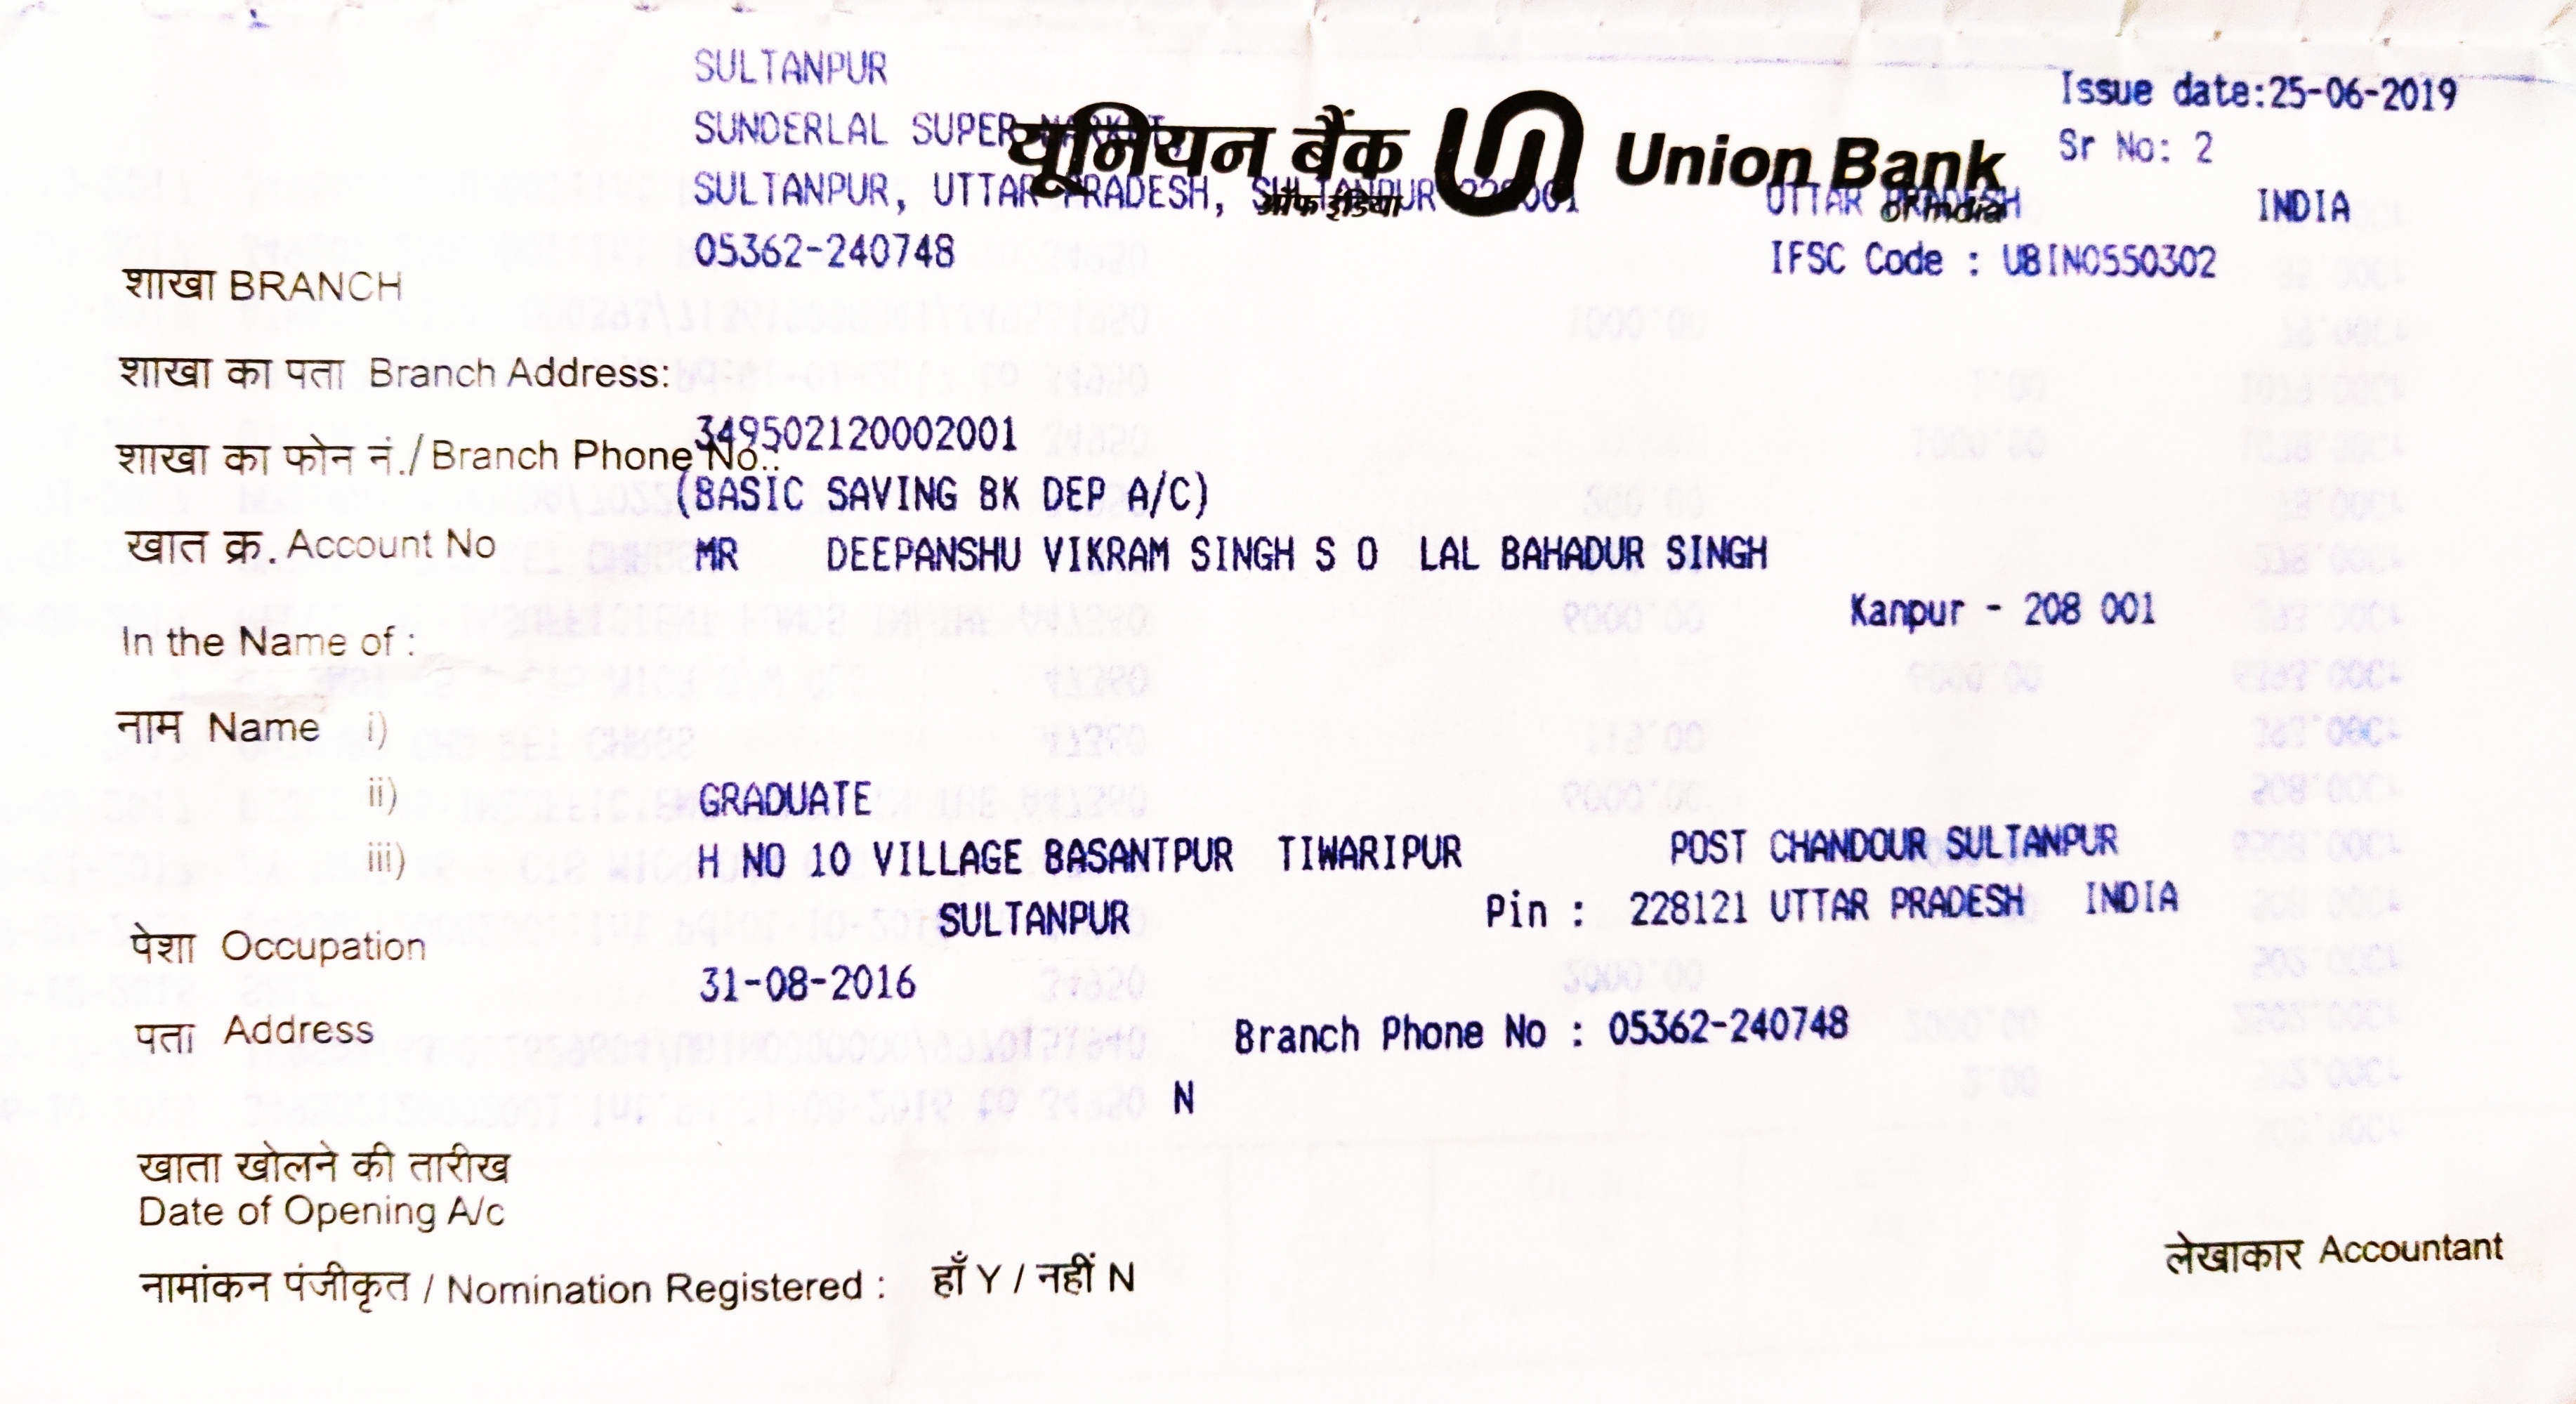 SULTANPUR
Issue date:25-06-2019
SUNDERLAL SUPER MARKET,
यूनियन बैंक Union Bank
Sr No: 2
SULTANPUR, UTTAR PRADESH, SULTANPUR 228001 UTTAR PRADESH INDIA
ऑफ इंडिया of India
05362-240748
IFSC Code : UBIN0550302
शाखा BRANCH
शाखा का पता Branch Address:
349502120002001
शाखा का फोन नं./ Branch Phone No.:
(BASIC SAVING BK DEP A/C)
खात क्र. Account No
MR DEEPANSHU VIKRAM SINGH S O LAL BAHADUR SINGH
Kanpur - 208 001
In the Name of :
नाम Name i)
ii) GRADUATE
iii) H NO 10 VILLAGE BASANTPUR TIWARIPUR POST CHANDOUR SULTANPUR
SULTANPUR Pin : 228121 UTTAR PRADESH INDIA
पेशा Occupation
31-08-2016
पता Address
Branch Phone No : 05362-240748
N
खाता खोलने की तारीख
Date of Opening A/c
नामांकन पंजीकृत / Nomination Registered : हाँ Y / नहीं N
लेखाकार Accountant